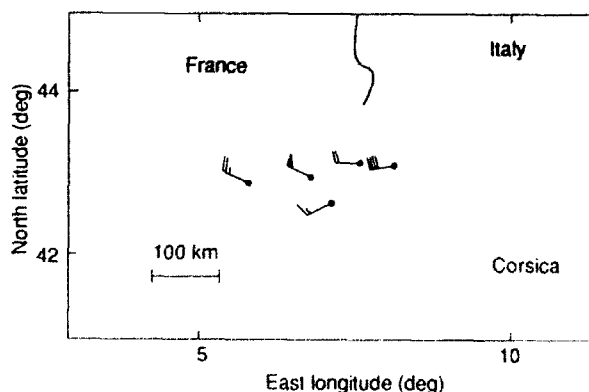 France
Italy
44
North latitude (deg)
100 km
42
Corsica
5
10
East longitude (deg)